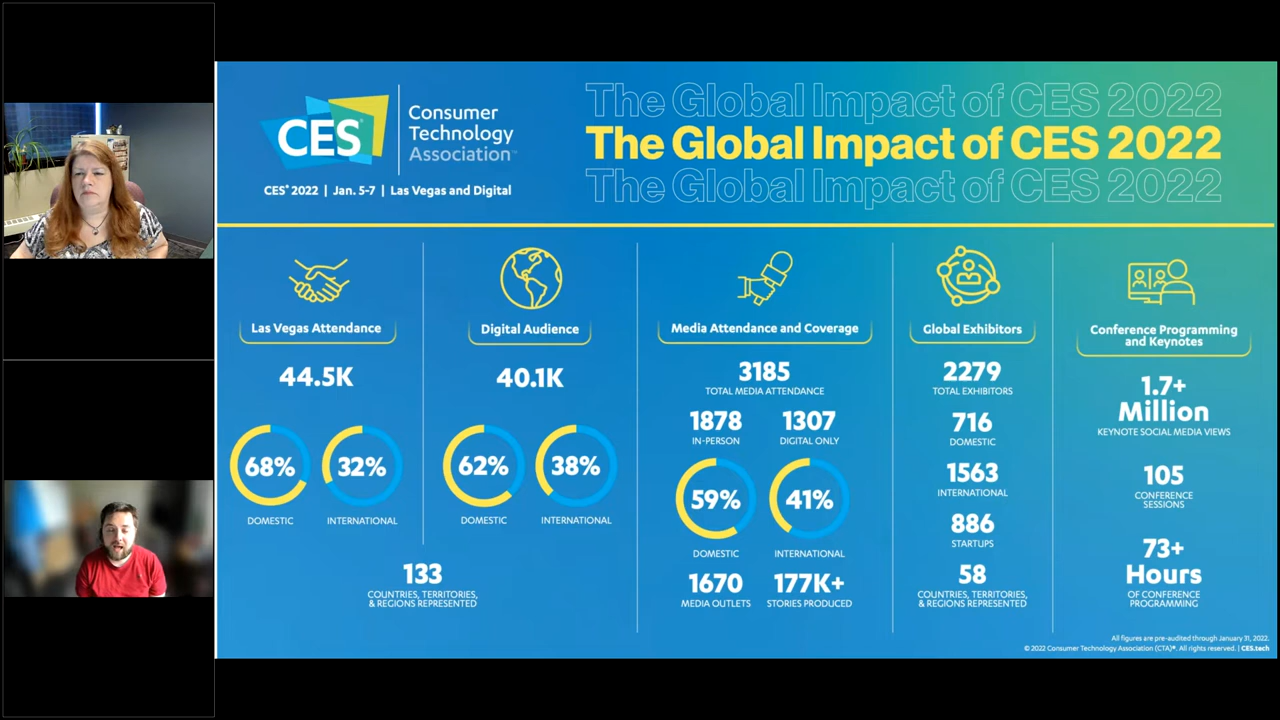 CES®
Consumer
Technology
Association™
CES® 2022 | Jan. 5-7 | Las Vegas and Digital
The Global Impact of CES 2022
The Global Impact of CES 2022
The Global Impact of CES 2022
Las Vegas Attendance
44.5K
68%
32%
DOMESTIC
INTERNATIONAL
Digital Audience
40.1K
62%
38%
DOMESTIC
INTERNATIONAL
133
COUNTRIES, TERRITORIES,
& REGIONS REPRESENTED
Media Attendance and Coverage
3185
TOTAL MEDIA ATTENDANCE
1878
IN-PERSON
1307
DIGITAL ONLY
59%
41%
DOMESTIC
INTERNATIONAL
1670
MEDIA OUTLETS
177K+
STORIES PRODUCED
Global Exhibitors
2279
TOTAL EXHIBITORS
716
DOMESTIC
1563
INTERNATIONAL
886
STARTUPS
58
COUNTRIES, TERRITORIES,
& REGIONS REPRESENTED
Conference Programming
and Keynotes
1.7+
Million
KEYNOTE SOCIAL MEDIA VIEWS
105
CONFERENCE
SESSIONS
73+
Hours
OF CONFERENCE
PROGRAMMING
All figures are pre-audited through January 31, 2022.
© 2022 Consumer Technology Association (CTA)®. All rights reserved. | CES.tech